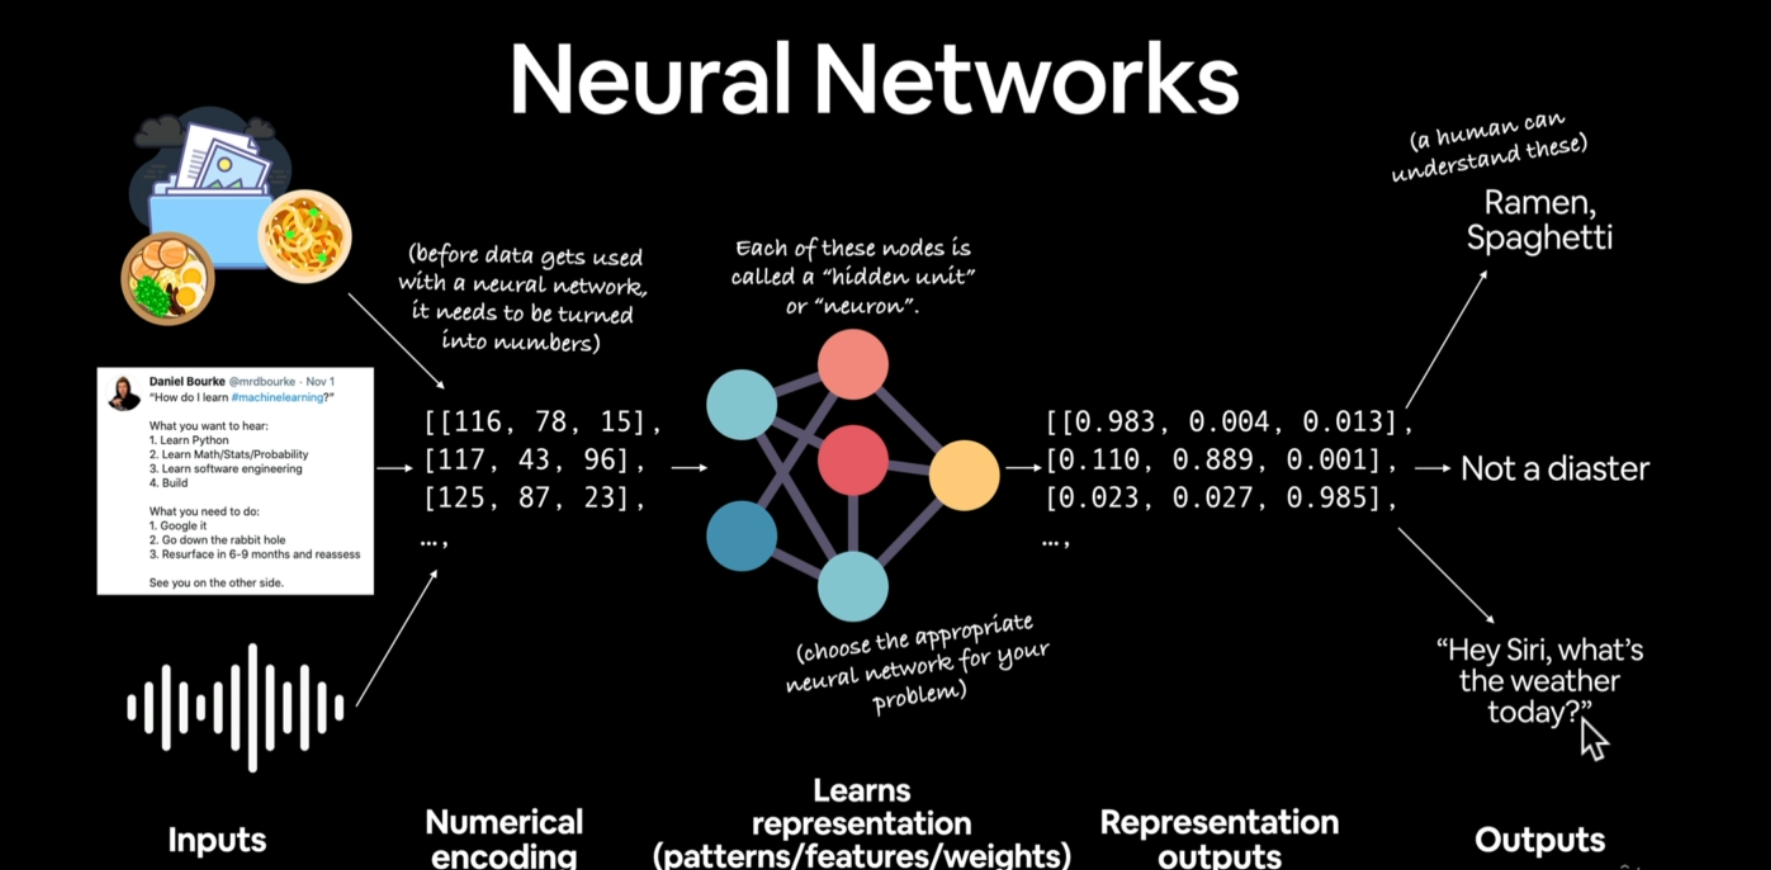 Neural Networks
(a human can
understand these)
Ramen,
Spaghetti
(before data gets used
with a neural network,
it needs to be turned
into numbers)
Each of these nodes is
called a “hidden unit”
or “neuron”.
Daniel Bourke @mrdbourke · Nov 1
“How do I learn #machinelearning?”
What you want to hear:
1. Learn Python
2. Learn Math/Stats/Probability
3. Learn software engineering
4. Build
What you need to do:
1. Google it
2. Go down the rabbit hole
3. Resurface in 6-9 months and reassess
See you on the other side.
[[116, 78, 15],
[117, 43, 96],
[125, 87, 23],
…,
[[0.983, 0.004, 0.013],
[0.110, 0.889, 0.001],
[0.023, 0.027, 0.985],
…,
Not a diaster
(choose the appropriate
neural network for your
problem)
“Hey Siri, what’s
the weather
today?”
Inputs
Numerical
encoding
Learns
representation
(patterns/features/weights)
Representation
outputs
Outputs